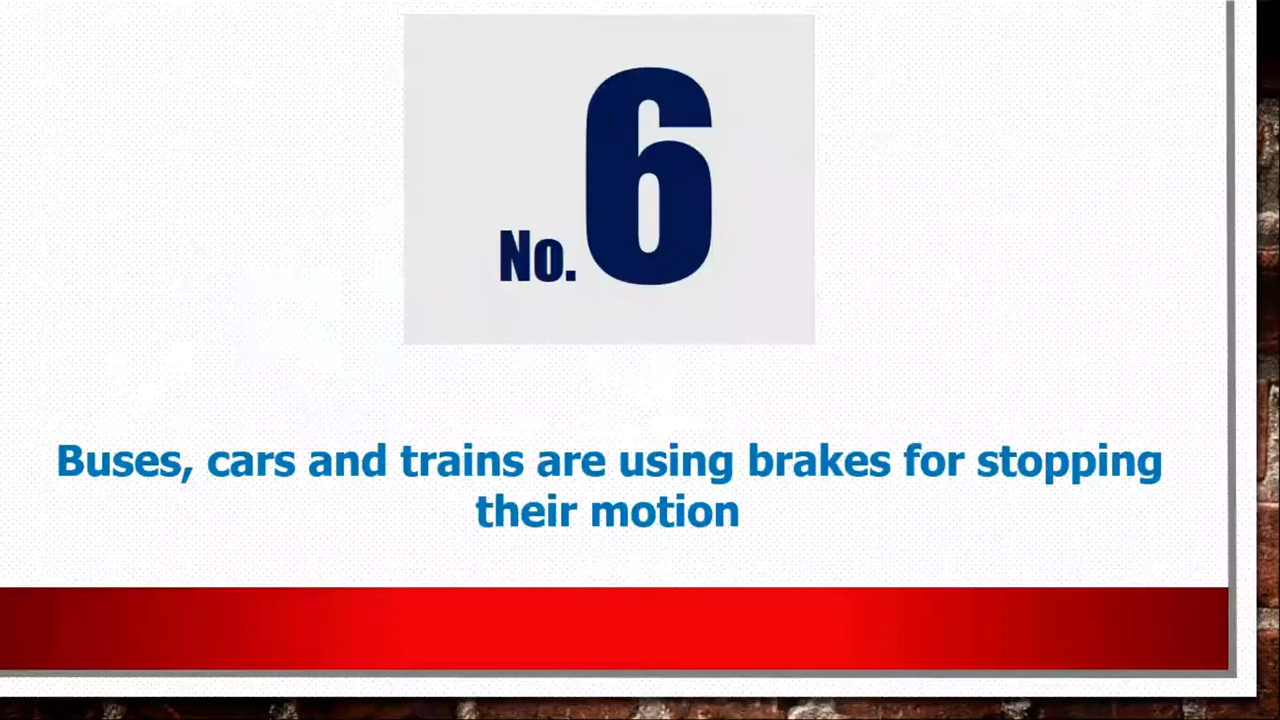 No.6
Buses, cars and trains are using brakes for stopping
their motion